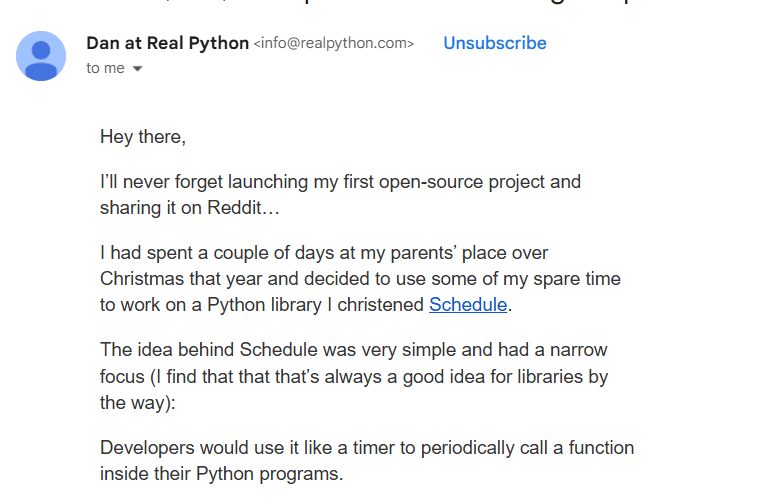 Dan at Real Python <info@realpython.com> Unsubscribe
to me
Hey there,
I'll never forget launching my first open-source project and
sharing it on Reddit…
I had spent a couple of days at my parents' place over
Christmas that year and decided to use some of my spare time
to work on a Python library I christened Schedule.
The idea behind Schedule was very simple and had a narrow
focus (I find that that that's always a good idea for libraries by
the way):
Developers would use it like a timer to periodically call a function
inside their Python programs.